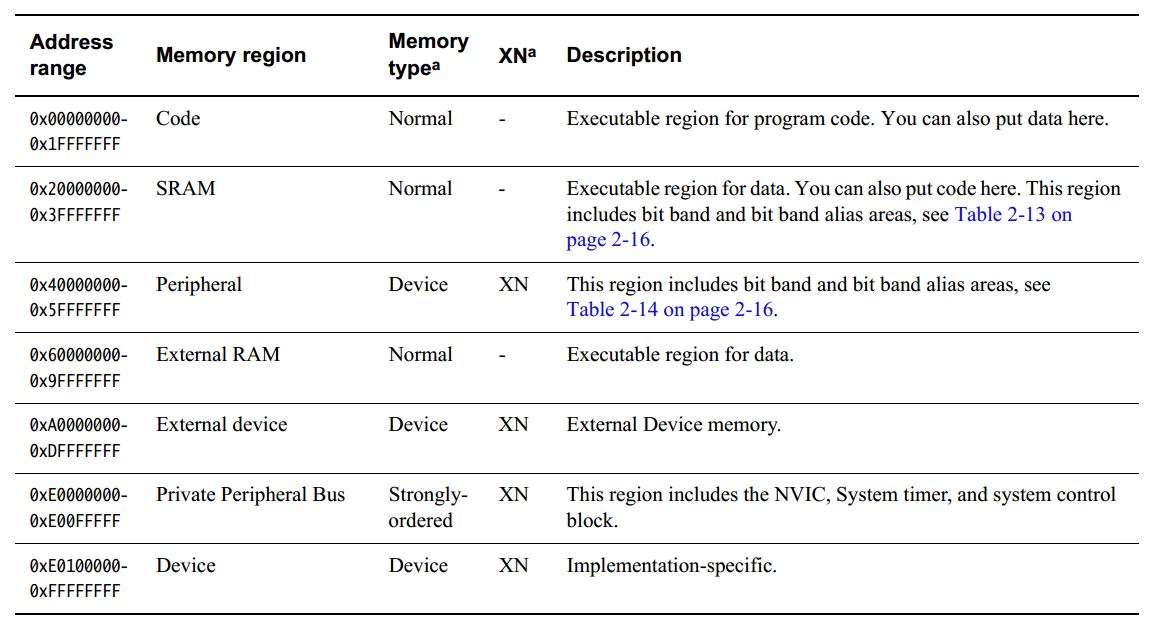 Address range Memory region Memory typeᵃ XNᵃ Description
0x00000000- Code Normal - Executable region for program code. You can also put data here.
0x1FFFFFFF
0x20000000- SRAM Normal - Executable region for data. You can also put code here. This region
0x3FFFFFFF includes bit band and bit band alias areas, see Table 2-13 on
page 2-16.
0x40000000- Peripheral Device XN This region includes bit band and bit band alias areas, see
0x5FFFFFFF Table 2-14 on page 2-16.
0x60000000- External RAM Normal - Executable region for data.
0x9FFFFFFF
0xA0000000- External device Device XN External Device memory.
0xDFFFFFFF
0xE0000000- Private Peripheral Bus Strongly- XN This region includes the NVIC, System timer, and system control
0xE00FFFFF ordered block.
0xE0100000- Device Device XN Implementation-specific.
0xFFFFFFFF